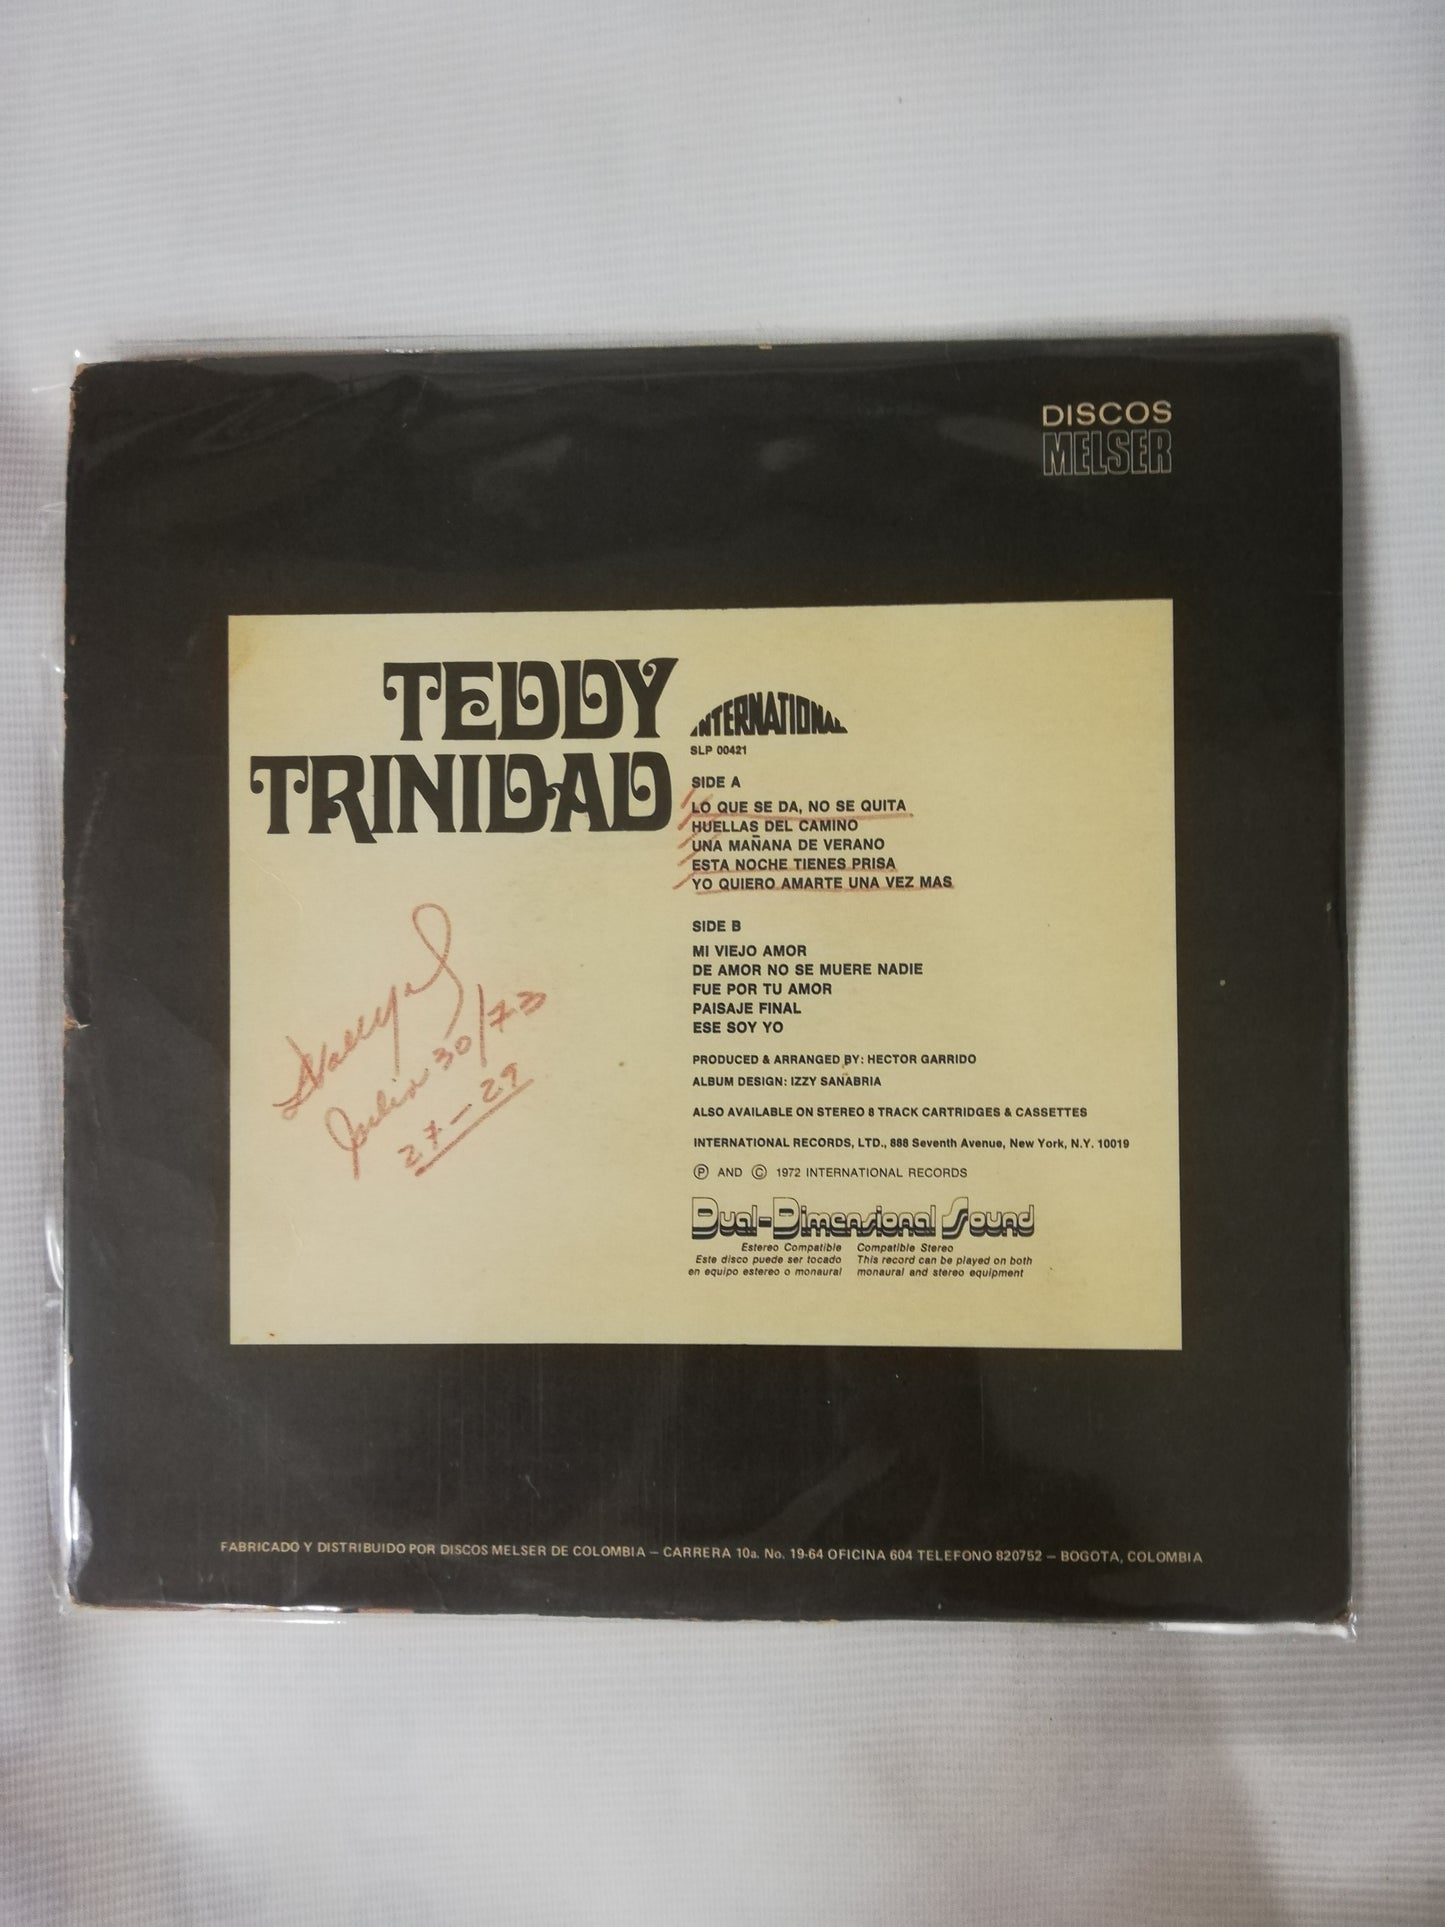 DISCOS
MELSER
TEDDY
TRINIDAD
INTERNATIONAL
SLP 00421
SIDE A
LO QUE SE DA, NO SE QUITA
HUELLAS DEL CAMINO
UNA MAÑANA DE VERANO
ESTA NOCHE TIENES PRISA
YO QUIERO AMARTE UNA VEZ MAS
SIDE B
MI VIEJO AMOR
DE AMOR NO SE MUERE NADIE
FUE POR TU AMOR
PAISAJE FINAL
ESE SOY YO
PRODUCED & ARRANGED BY: HECTOR GARRIDO
ALBUM DESIGN: IZZY SANABRIA
ALSO AVAILABLE ON STEREO 8 TRACK CARTRIDGES & CASSETTES
INTERNATIONAL RECORDS, LTD., 888 Seventh Avenue, New York, N.Y. 10019
Ⓟ AND © 1972 INTERNATIONAL RECORDS
Dual-Dimensional Sound
Estereo Compatible
Este disco puede ser tocado
en equipo estereo o monaural
Compatible Stereo
This record can be played on both
monaural and stereo equipment
Julio 30/73
27-29
FABRICADO Y DISTRIBUIDO POR DISCOS MELSER DE COLOMBIA – CARRERA 10a. No. 19-64 OFICINA 604 TELEFONO 820752 – BOGOTA, COLOMBIA